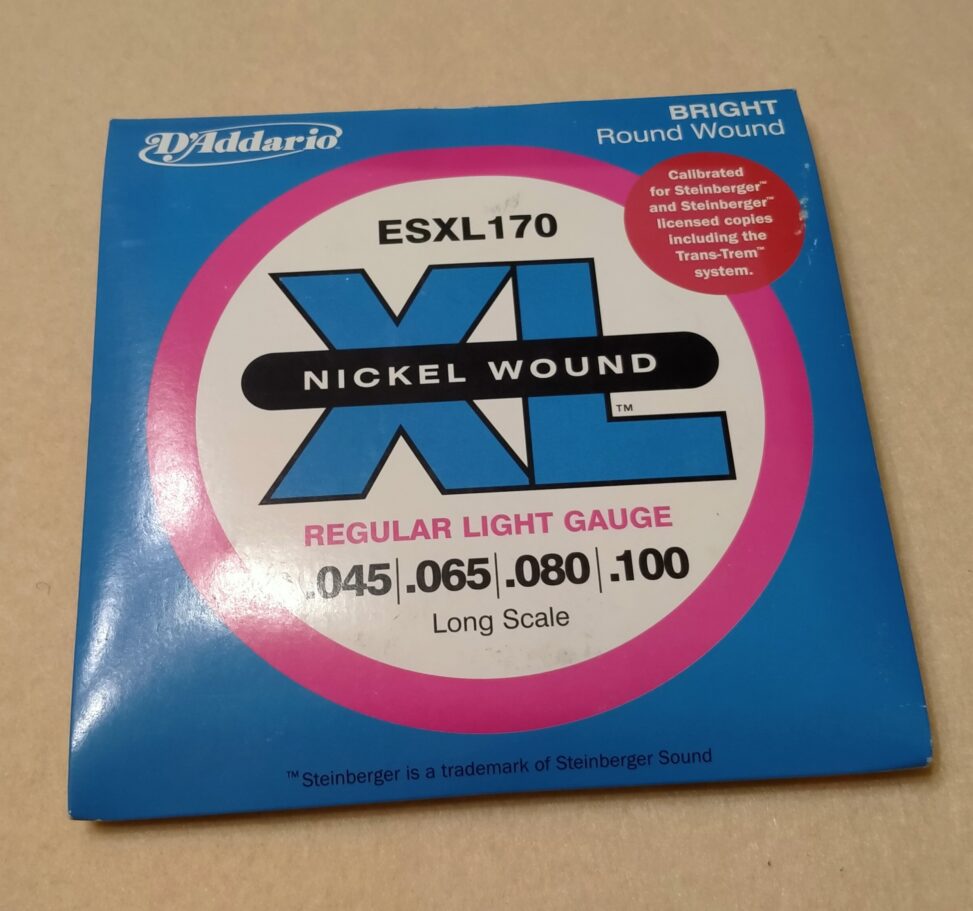 D'Addario
BRIGHT
Round Wound
Calibrated
for Steinberger™
and Steinberger™
licensed copies
including the
Trans-Trem™
system.
ESXL170
XL
NICKEL WOUND
™
REGULAR LIGHT GAUGE
.045|.065|.080|.100
Long Scale
™Steinberger is a trademark of Steinberger Sound